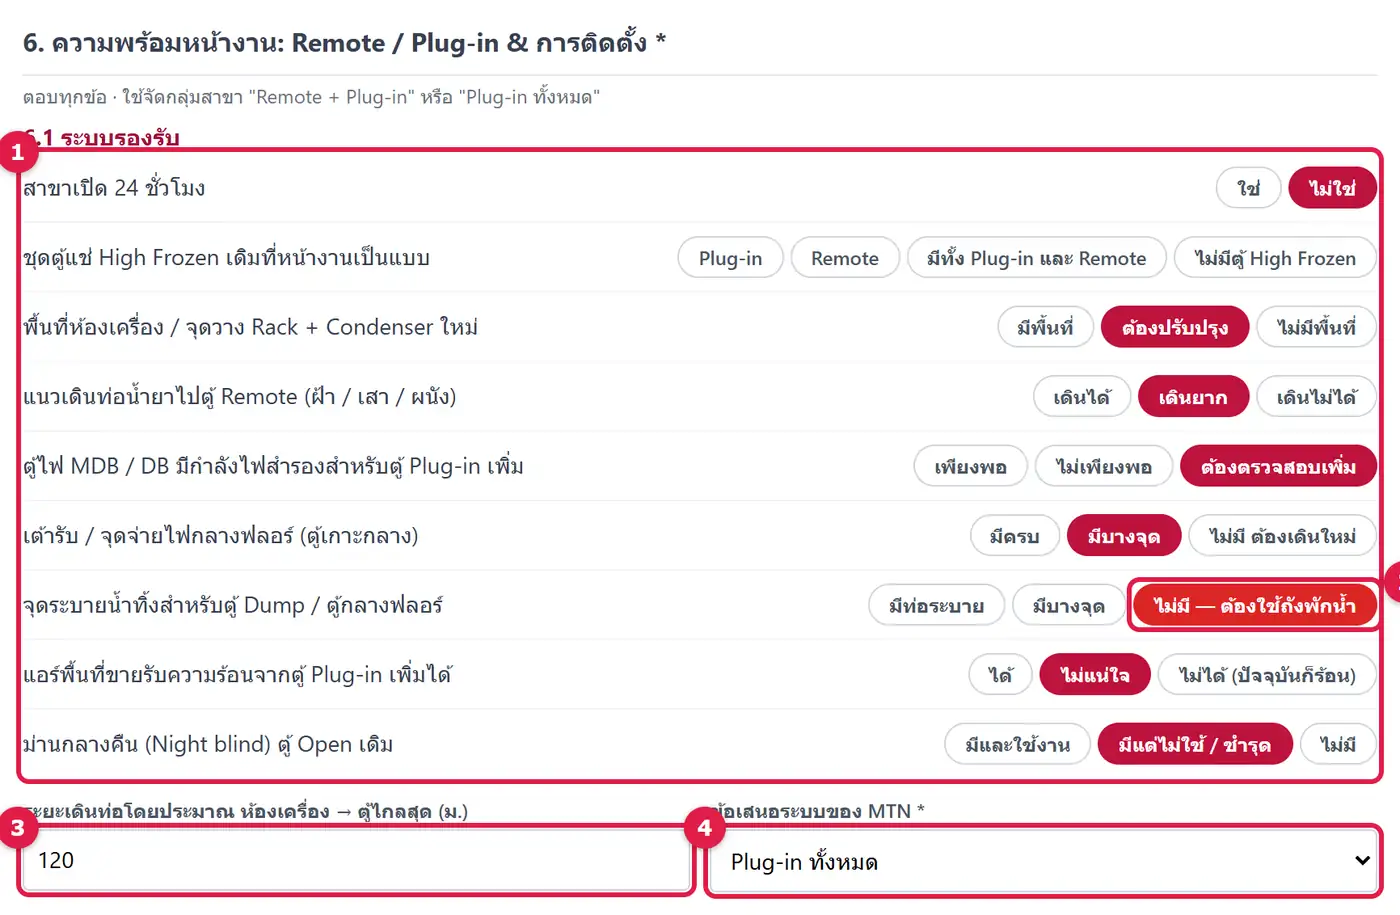 6. ความพร้อมหน้างาน: Remote / Plug-in & การติดตั้ง *
ตอบทุกข้อ · ใช้จัดกลุ่มสาขา "Remote + Plug-in" หรือ "Plug-in ทั้งหมด"
6.1 ระบบรองรับ
1
สาขาเปิด 24 ชั่วโมง ใช่ ไม่ใช่
ชุดตู้แช่ High Frozen เดิมที่หน้างานเป็นแบบ Plug-in Remote มีทั้ง Plug-in และ Remote ไม่มีตู้ High Frozen
พื้นที่ห้องเครื่อง / จุดวาง Rack + Condenser ใหม่ มีพื้นที่ ต้องปรับปรุง ไม่มีพื้นที่
แนวเดินท่อน้ำยาไปตู้ Remote (ฝ้า / เสา / ผนัง) เดินได้ เดินยาก เดินไม่ได้
ตู้ไฟ MDB / DB มีกำลังไฟสำรองสำหรับตู้ Plug-in เพิ่ม เพียงพอ ไม่เพียงพอ ต้องตรวจสอบเพิ่ม
เต้ารับ / จุดจ่ายไฟกลางฟลอร์ (ตู้เกาะกลาง) มีครบ มีบางจุด ไม่มี ต้องเดินใหม่
จุดระบายน้ำทิ้งสำหรับตู้ Dump / ตู้กลางฟลอร์ มีท่อระบาย มีบางจุด ไม่มี — ต้องใช้ถังพักน้ำ
แอร์พื้นที่ขายรับความร้อนจากตู้ Plug-in เพิ่มได้ ได้ ไม่แน่ใจ ไม่ได้ (ปัจจุบันก็ร้อน)
ม่านกลางคืน (Night blind) ตู้ Open เดิม มีและใช้งาน มีแต่ไม่ใช้ / ชำรุด ไม่มี
ระยะเดินท่อโดยประมาณ ห้องเครื่อง → ตู้ไกลสุด (ม.) ข้อเสนอระบบของ MTN *
3 120 4 Plug-in ทั้งหมด